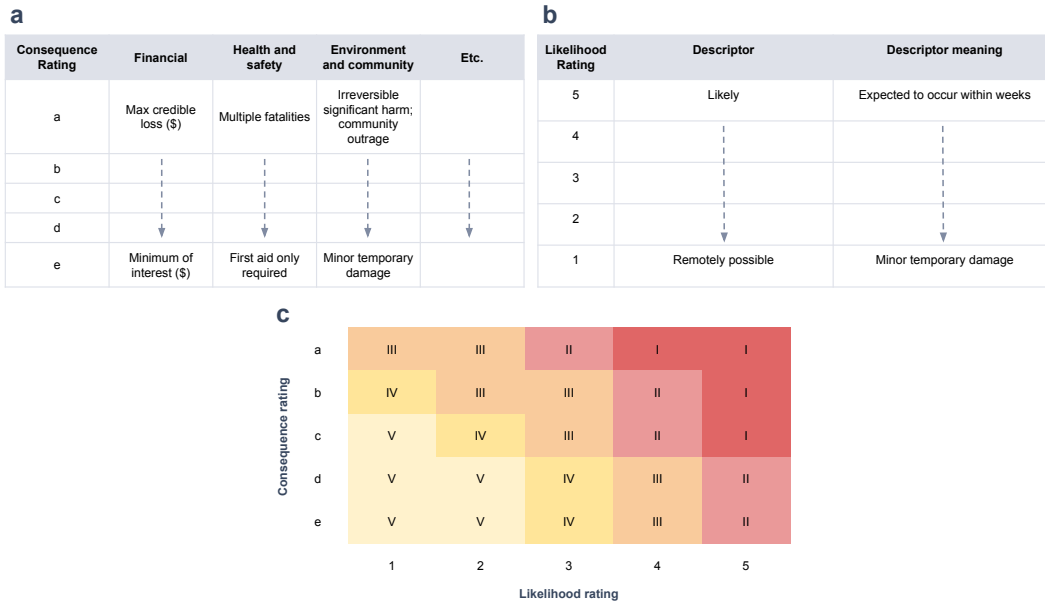 a
Consequence
Rating
Financial
Health and
safety
Environment
and community
Etc.
a
Max credible
loss ($)
Multiple fatalities
Irreversible
significant harm;
community
outrage
b
c
d
e
Minimum of
interest ($)
First aid only
required
Minor temporary
damage
b
Likelihood
Rating
Descriptor
Descriptor meaning
5
Likely
Expected to occur within weeks
4
3
2
1
Remotely possible
Minor temporary damage
c
Consequence rating
a III III II I I
b IV III III II I
c V IV III II I
d V V IV III II
e V V IV III II
1 2 3 4 5
Likelihood rating